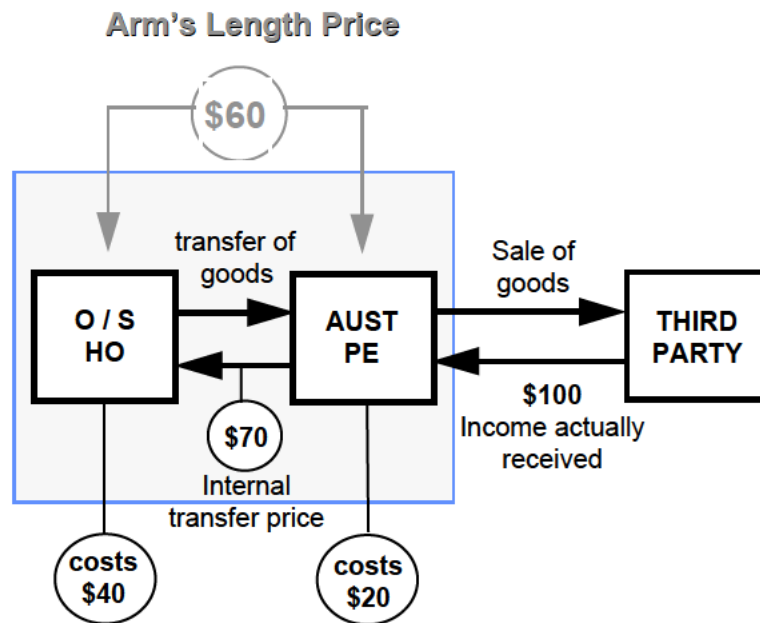 Arm's Length Price
$60
transfer of
goods
Sale of
goods
O / S
HO
AUST
PE
THIRD
PARTY
$70
Internal
transfer price
$100
Income actually
received
costs
$40
costs
$20